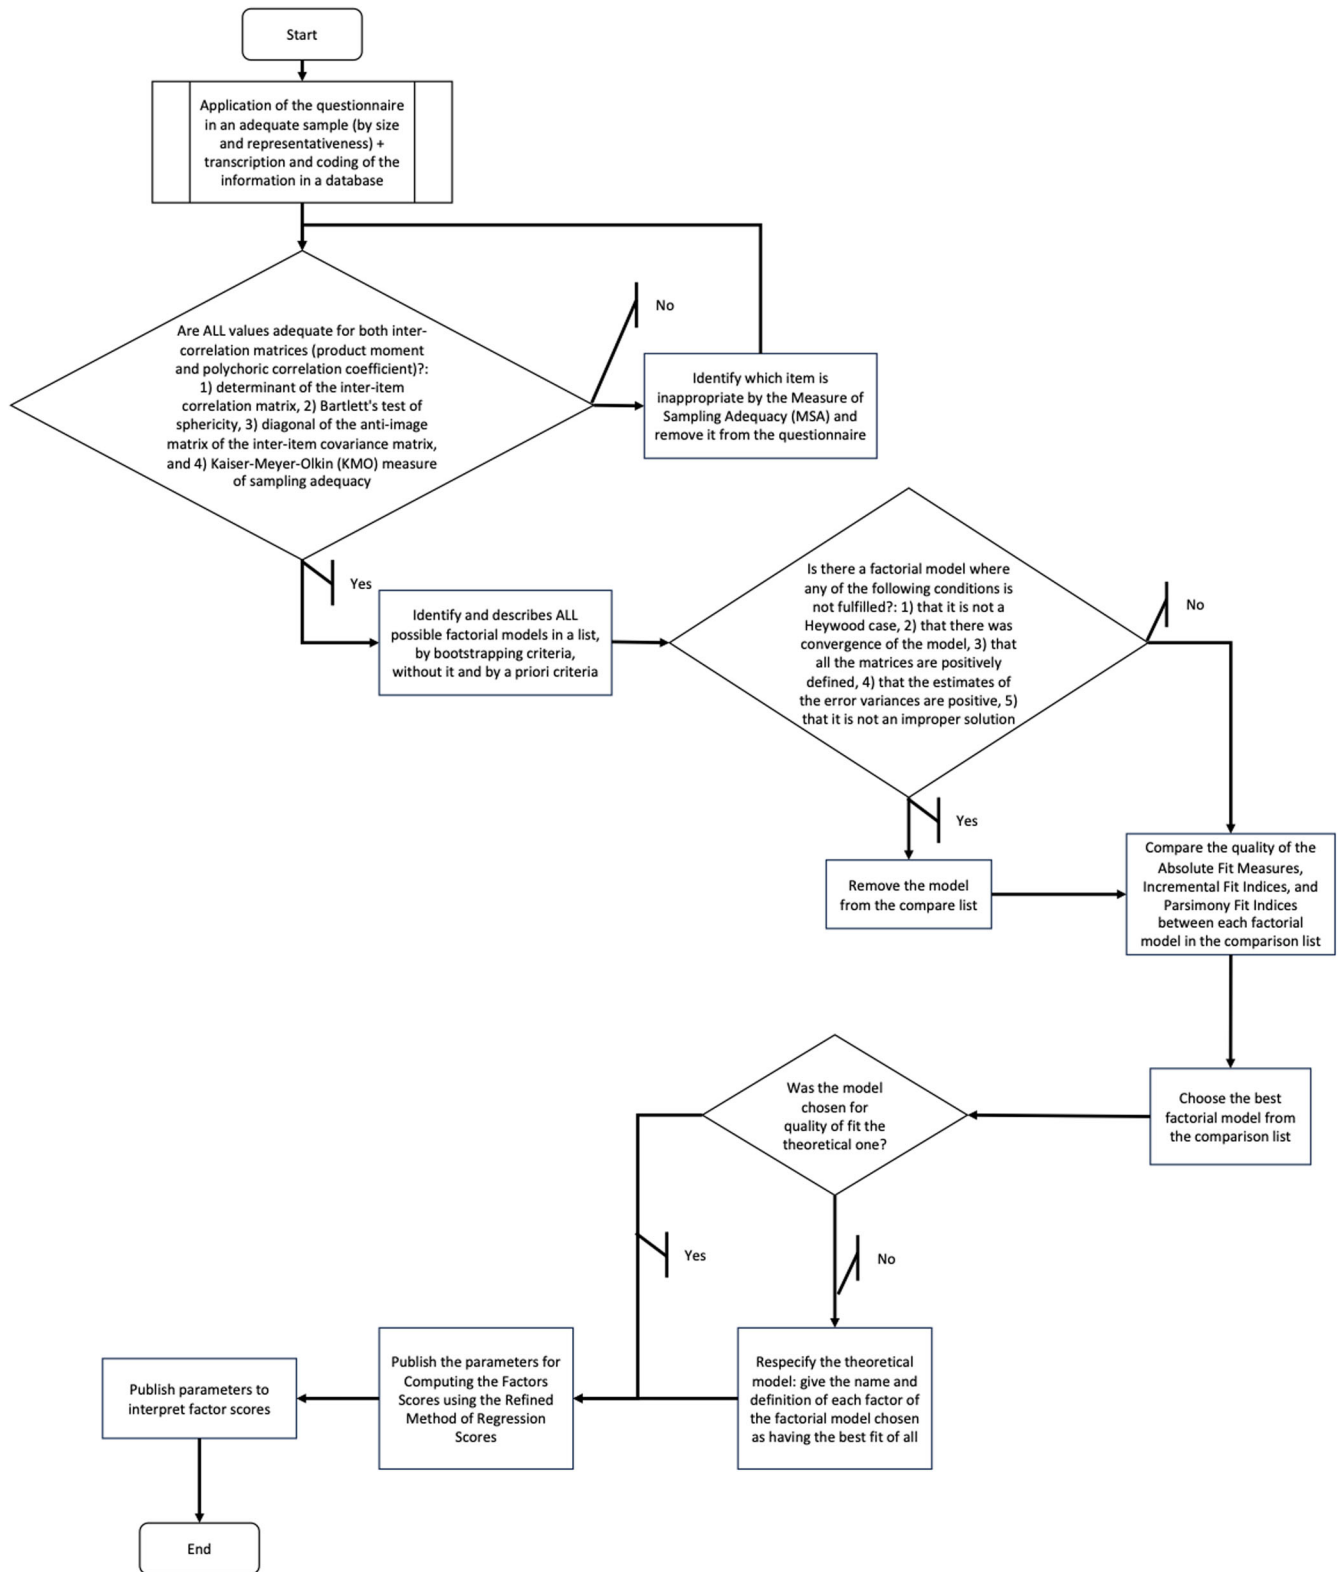 Start
Application of the questionnaire
in an adequate sample (by size
and representativeness) +
transcription and coding of the
information in a database
No
Are ALL values adequate for both inter-
correlation matrices (product moment
and polychoric correlation coefficient)?:
1) determinant of the inter-item
correlation matrix, 2) Bartlett's test of
sphericity, 3) diagonal of the anti-image
matrix of the inter-item covariance matrix,
and 4) Kaiser-Meyer-Olkin (KMO) measure
of sampling adequacy
Identify which item is
inappropriate by the Measure of
Sampling Adequacy (MSA) and
remove it from the questionnaire
Yes
Identify and describes ALL
possible factorial models in a list,
by bootstrapping criteria,
without it and by a priori criteria
Is there a factorial model where
any of the following conditions is
not fulfilled?: 1) that it is not a
Heywood case, 2) that there was
convergence of the model, 3) that
all the matrices are positively
defined, 4) that the estimates of
the error variances are positive, 5)
that it is not an improper solution
No
Yes
Remove the model
from the compare list
Compare the quality of the
Absolute Fit Measures,
Incremental Fit Indices, and
Parsimony Fit Indices
between each factorial
model in the comparison list
Choose the best
factorial model from
the comparison list
Was the model
chosen for
quality of fit the
theoretical one?
Yes
No
Respecify the theoretical
model: give the name and
definition of each factor of
the factorial model chosen
as having the best fit of all
Publish the parameters for
Computing the Factors
Scores using the Refined
Method of Regression
Scores
Publish parameters to
interpret factor scores
End